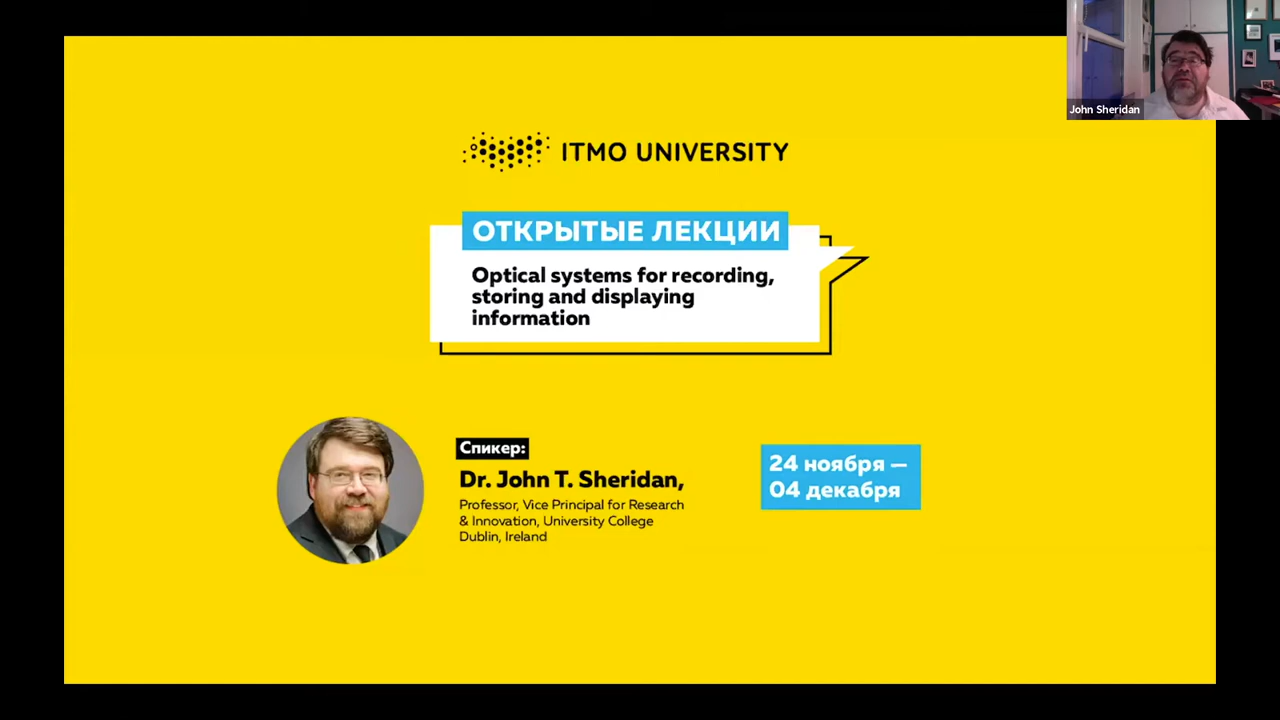 John Sheridan
ITMO UNIVERSITY
ОТКРЫТЫЕ ЛЕКЦИИ
Optical systems for recording,
storing and displaying
information
Спикер:
Dr. John T. Sheridan,
Professor, Vice Principal for Research
& Innovation, University College
Dublin, Ireland
24 ноября —
04 декабря